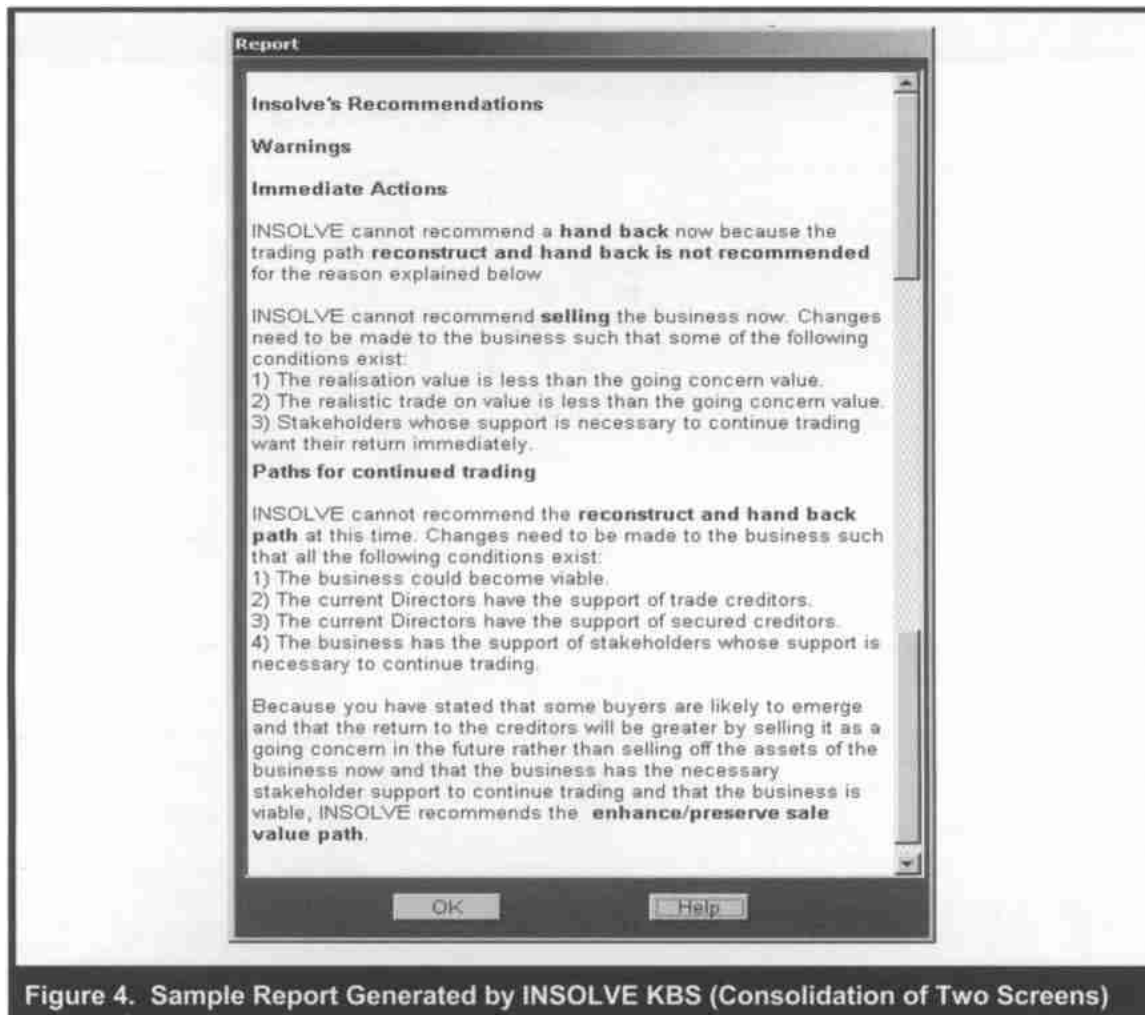 Report
Insolve's Recommendations
Warnings
Immediate Actions
INSOLVE cannot recommend a hand back now because the
trading path reconstruct and hand back is not recommended
for the reason explained below
INSOLVE cannot recommend selling the business now. Changes
need to be made to the business such that some of the following
conditions exist:
1) The realisation value is less than the going concern value.
2) The realistic trade on value is less than the going concern value.
3) Stakeholders whose support is necessary to continue trading
want their return immediately.
Paths for continued trading
INSOLVE cannot recommend the reconstruct and hand back
path at this time. Changes need to be made to the business such
that all the following conditions exist:
1) The business could become viable.
2) The current Directors have the support of trade creditors.
3) The current Directors have the support of secured creditors.
4) The business has the support of stakeholders whose support is
necessary to continue trading.
Because you have stated that some buyers are likely to emerge
and that the return to the creditors will be greater by selling it as a
going concern in the future rather than selling off the assets of the
business now and that the business has the necessary
stakeholder support to continue trading and that the business is
viable, INSOLVE recommends the enhance/preserve sale
value path.
OK Help
Figure 4. Sample Report Generated by INSOLVE KBS (Consolidation of Two Screens)